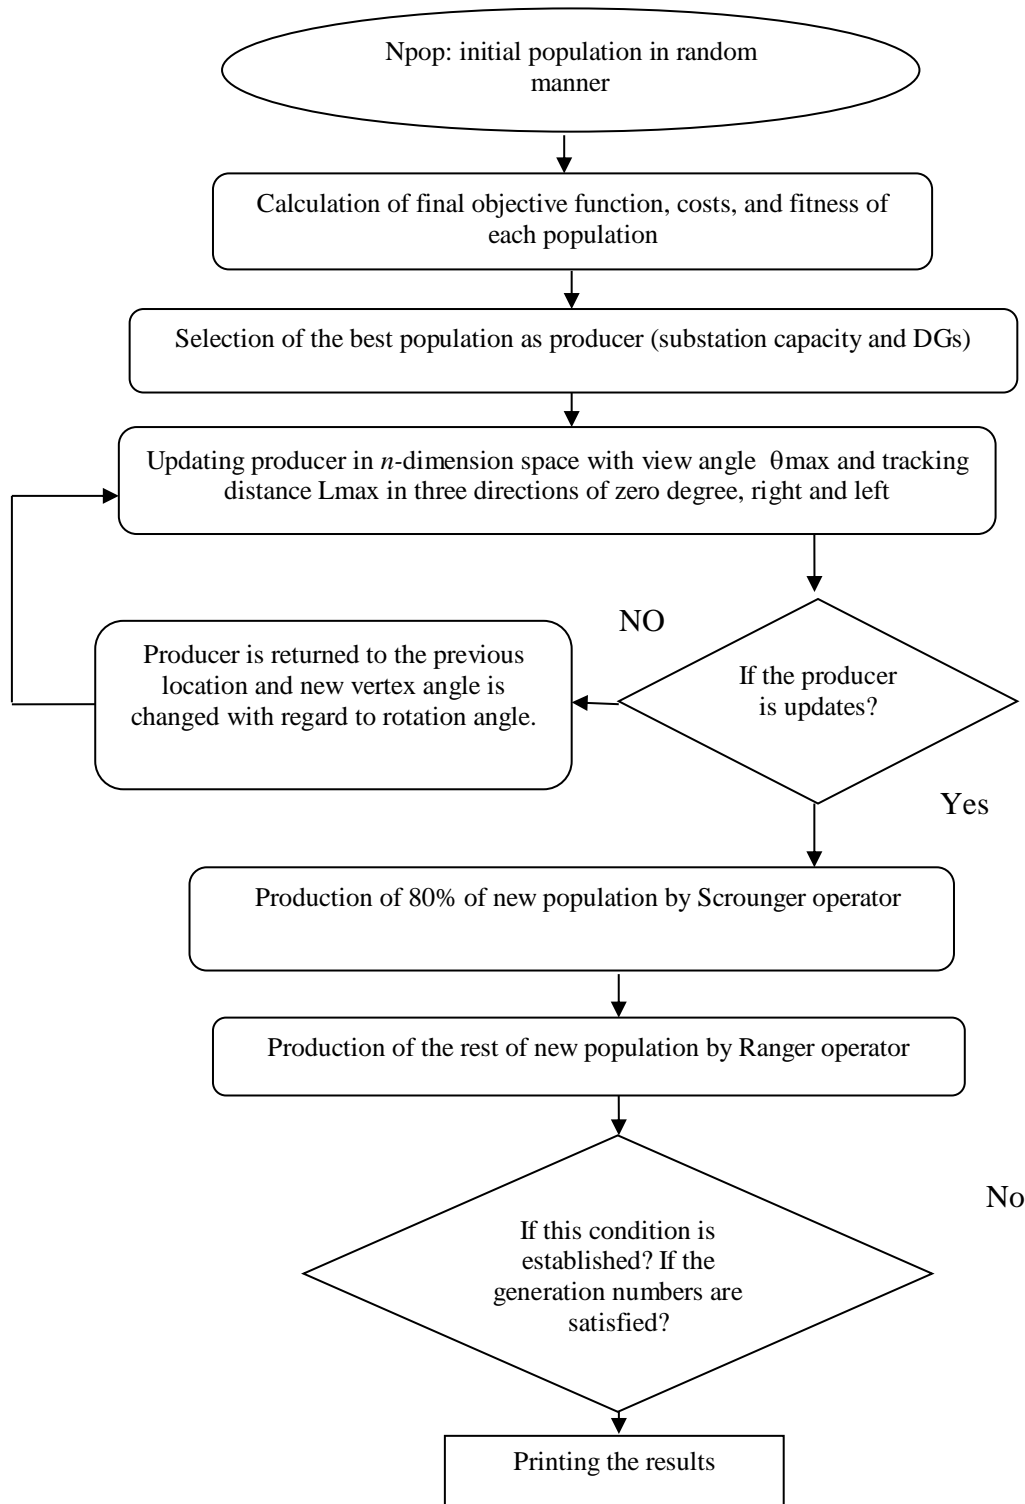 Npop: initial population in random
manner
Calculation of final objective function, costs, and fitness of
each population
Selection of the best population as producer (substation capacity and DGs)
Updating producer in n-dimension space with view angle θmax and tracking
distance Lmax in three directions of zero degree, right and left
NO
Producer is returned to the previous
location and new vertex angle is
changed with regard to rotation angle.
If the producer
is updates?
Yes
Production of 80% of new population by Scrounger operator
Production of the rest of new population by Ranger operator
No
If this condition is
established? If the
generation numbers are
satisfied?
Printing the results